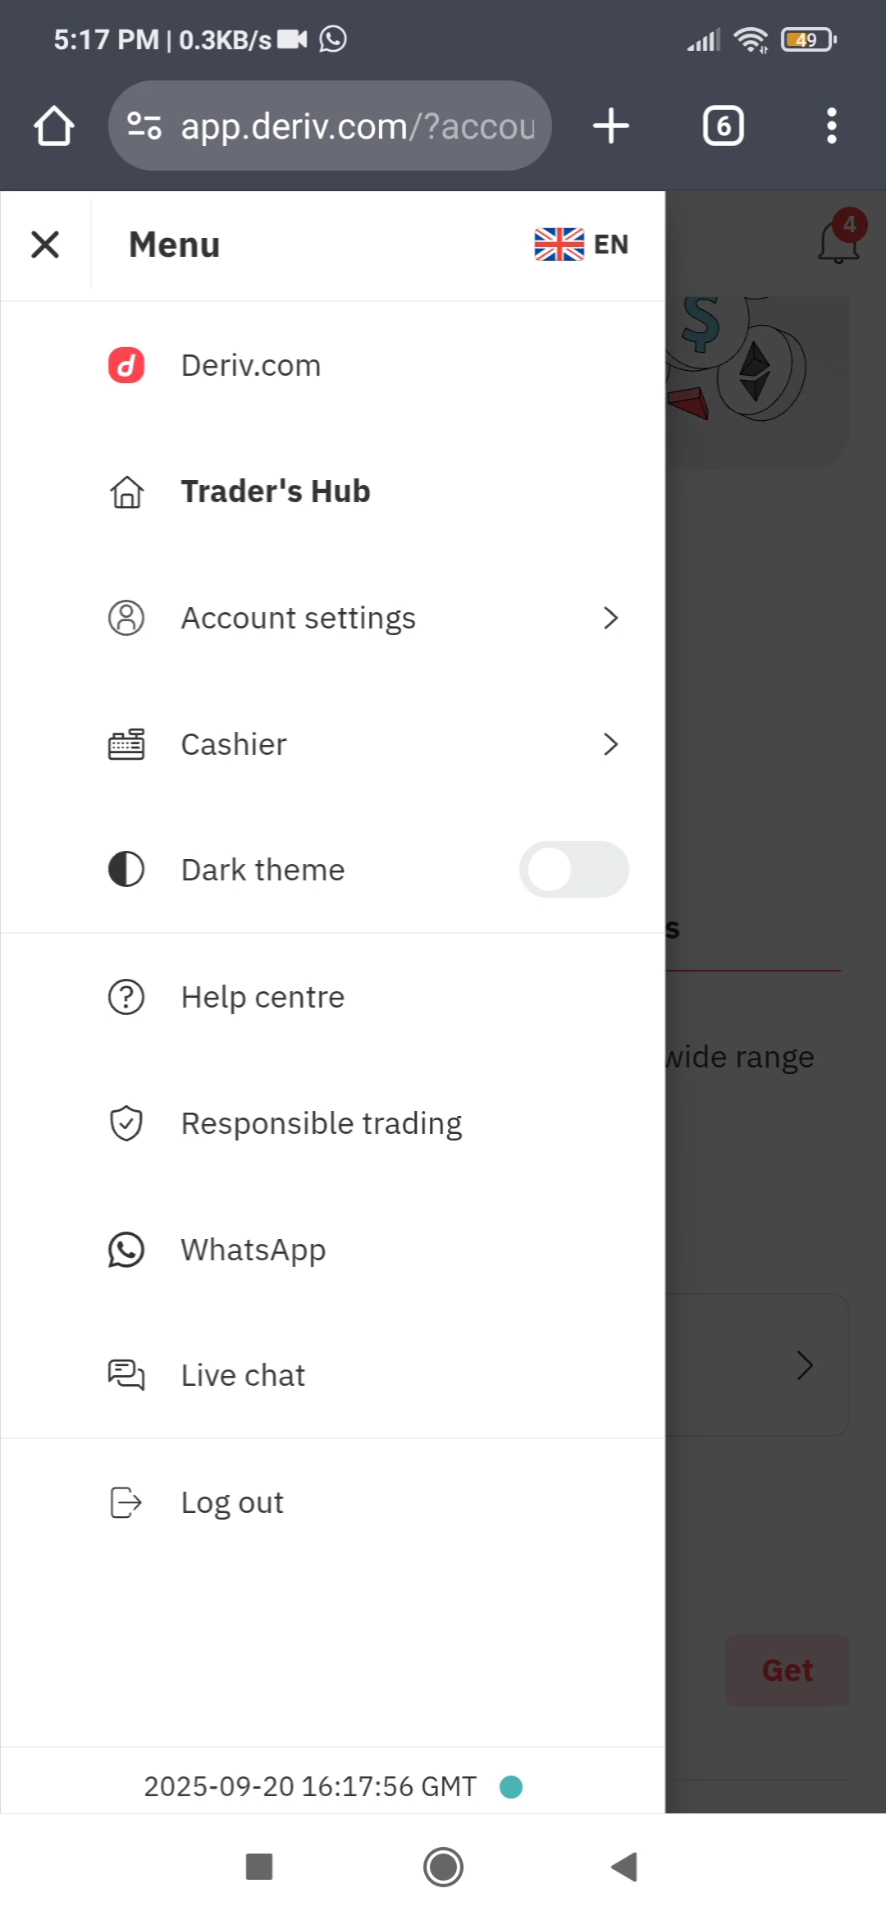 5:17 PM | 0.3KB/s
49
app.deriv.com/?accou
6
Menu
EN
4
Deriv.com
Trader's Hub
Account settings
Cashier
Dark theme
s
Help centre
wide range
Responsible trading
WhatsApp
Live chat
Log out
Get
2025-09-20 16:17:56 GMT